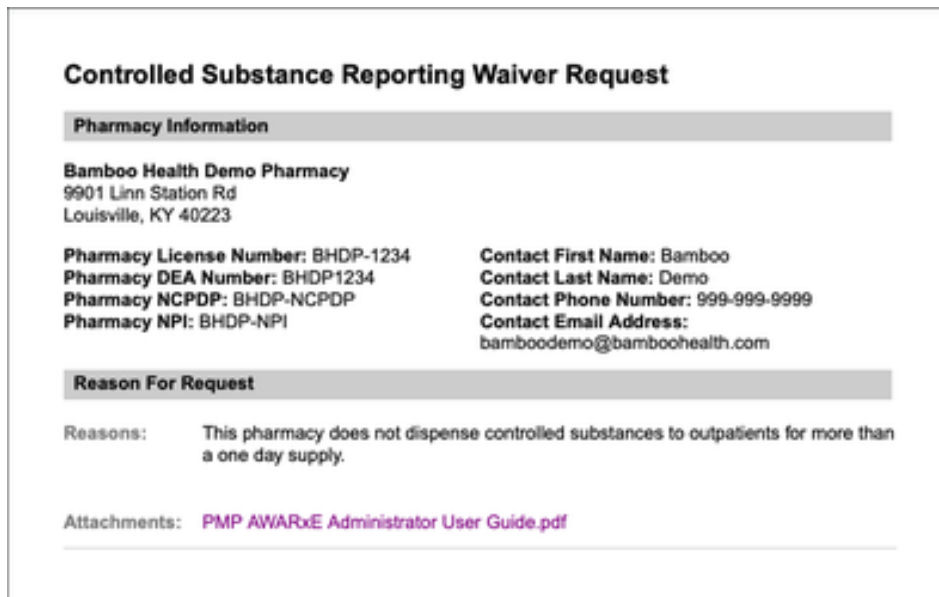 Controlled Substance Reporting Waiver Request
Pharmacy Information
Bamboo Health Demo Pharmacy
9901 Linn Station Rd
Louisville, KY 40223
Pharmacy License Number: BHDP-1234
Pharmacy DEA Number: BHDP1234
Pharmacy NCPDP: BHDP-NCPDP
Pharmacy NPI: BHDP-NPI
Contact First Name: Bamboo
Contact Last Name: Demo
Contact Phone Number: 999-999-9999
Contact Email Address:
bamboodemo@bamboohealth.com
Reason For Request
Reasons: This pharmacy does not dispense controlled substances to outpatients for more than
a one day supply.
Attachments: PMP AWARxE Administrator User Guide.pdf